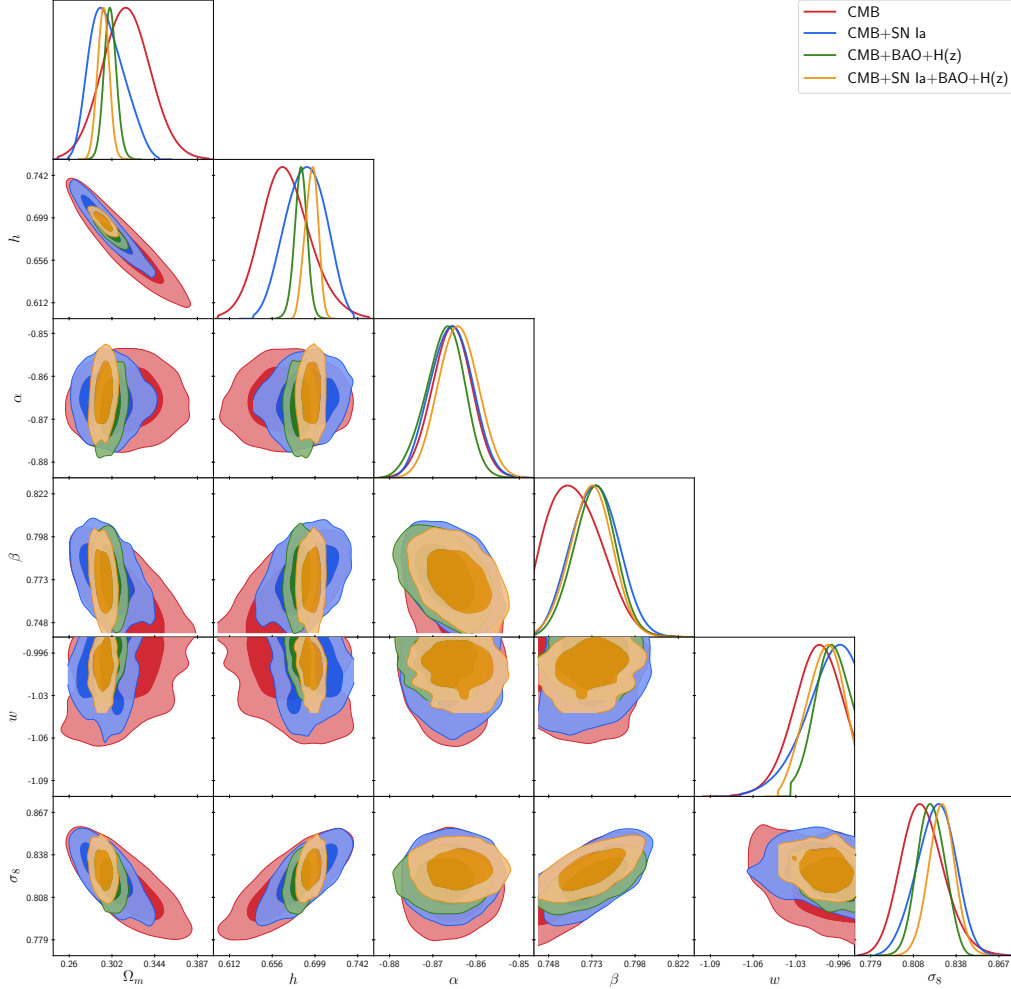 CMB
CMB+SN Ia
CMB+BAO+H(z)
CMB+SN Ia+BAO+H(z)
0.742
0.699
0.656
0.612
h
-0.85
-0.86
-0.87
-0.88
α
0.822
0.798
0.773
0.748
β
-0.996
-1.03
-1.06
-1.09
w
0.867
0.838
0.808
0.779
σ8
0.26 0.302 0.344 0.387 0.612 0.656 0.699 0.742 -0.88 -0.87 -0.86 -0.85 0.748 0.773 0.798 0.822 -1.09 -1.06 -1.03 -0.996 0.779 0.808 0.838 0.867
Ωm h α β w σ8